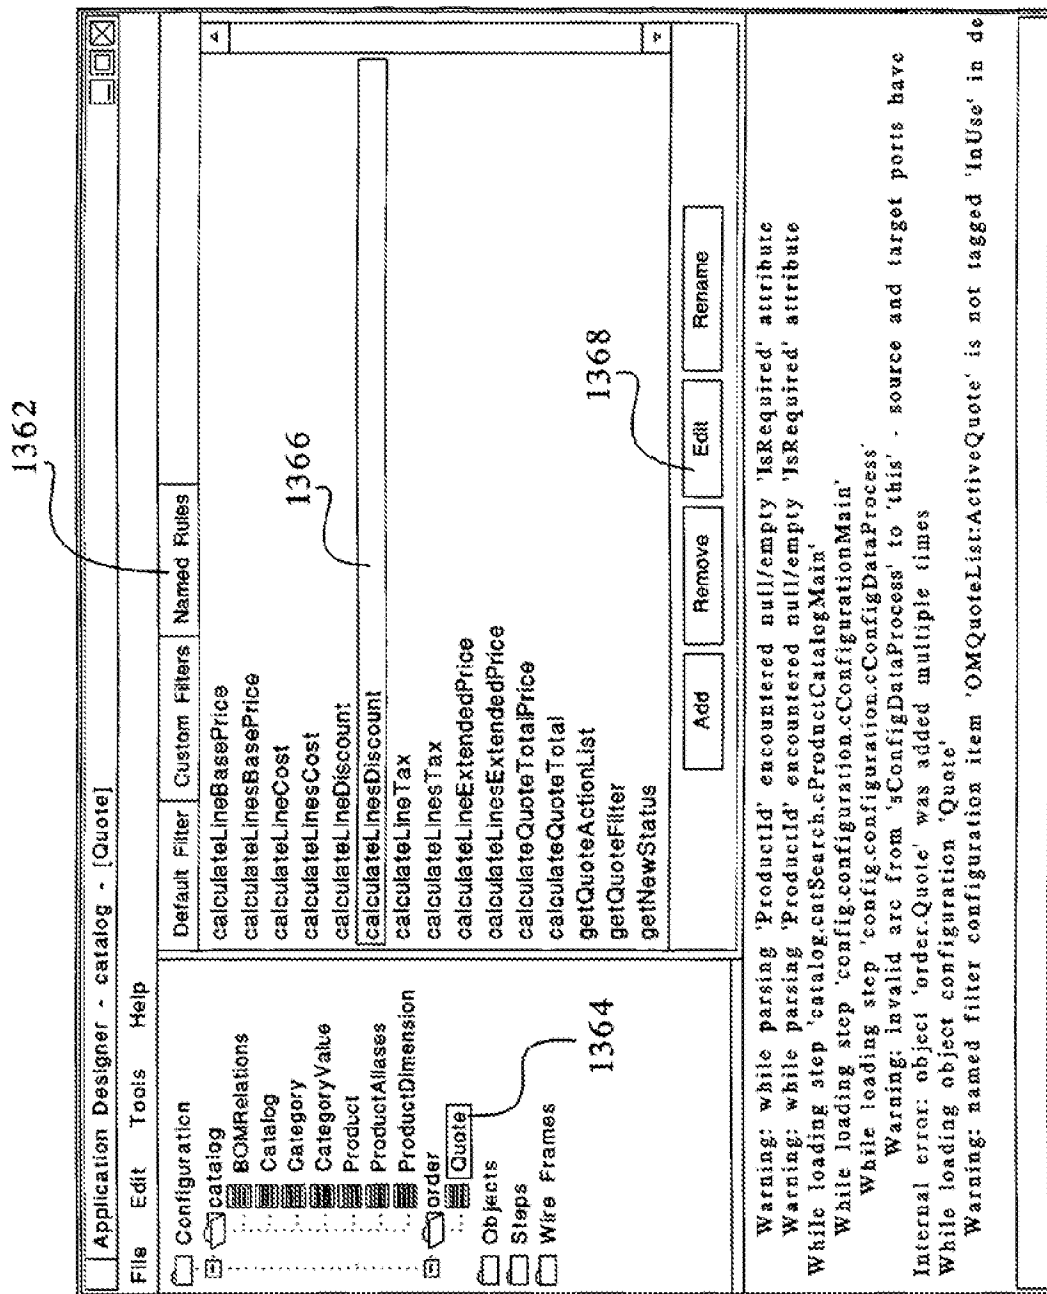 1362
Application Designer - catalog - [Quote]
File Edit Tools Help
Configuration
catalog
BOMRelations
Catalog
Category
CategoryValue
Product
ProductAliases
ProductDimension
order
Quote
Objects
Steps
Wire Frames
1364
Default Filter Custom Filters Named Rules
calculateLineBasePrice
calculateLinesBasePrice
calculateLineCost
calculateLinesCost
calculateLineDiscount
calculateLinesDiscount
calculateLineTax
calculateLinesTax
calculateLineExtendedPrice
calculateLinesExtendedPrice
calculateQuoteTotalPrice
calculateQuoteTotal
getQuoteActionList
getQuoteFilter
getNewStatus
1366
1368
Add Remove Edit Rename
Warning: while parsing 'ProductId' encountered null/empty 'IsRequired' attribute
Warning: while parsing 'ProductId' encountered null/empty 'IsRequired' attribute
While loading step 'catalog.cntSearch.cProductCatalogMain'
While loading step 'config.configuration.cConfigurationMain'
While loading step 'config.configuration.cConfigDataProcess'
Warning: invalid arc from 'sConfigDataProcess' to 'this' - source and target ports have
Internal error: object 'order.Quote' was added multiple times
While loading object configuration 'Quote'
Warning: named filter configuration item 'OMQuoteList:ActiveQuote' is not tagged 'InUse' in de